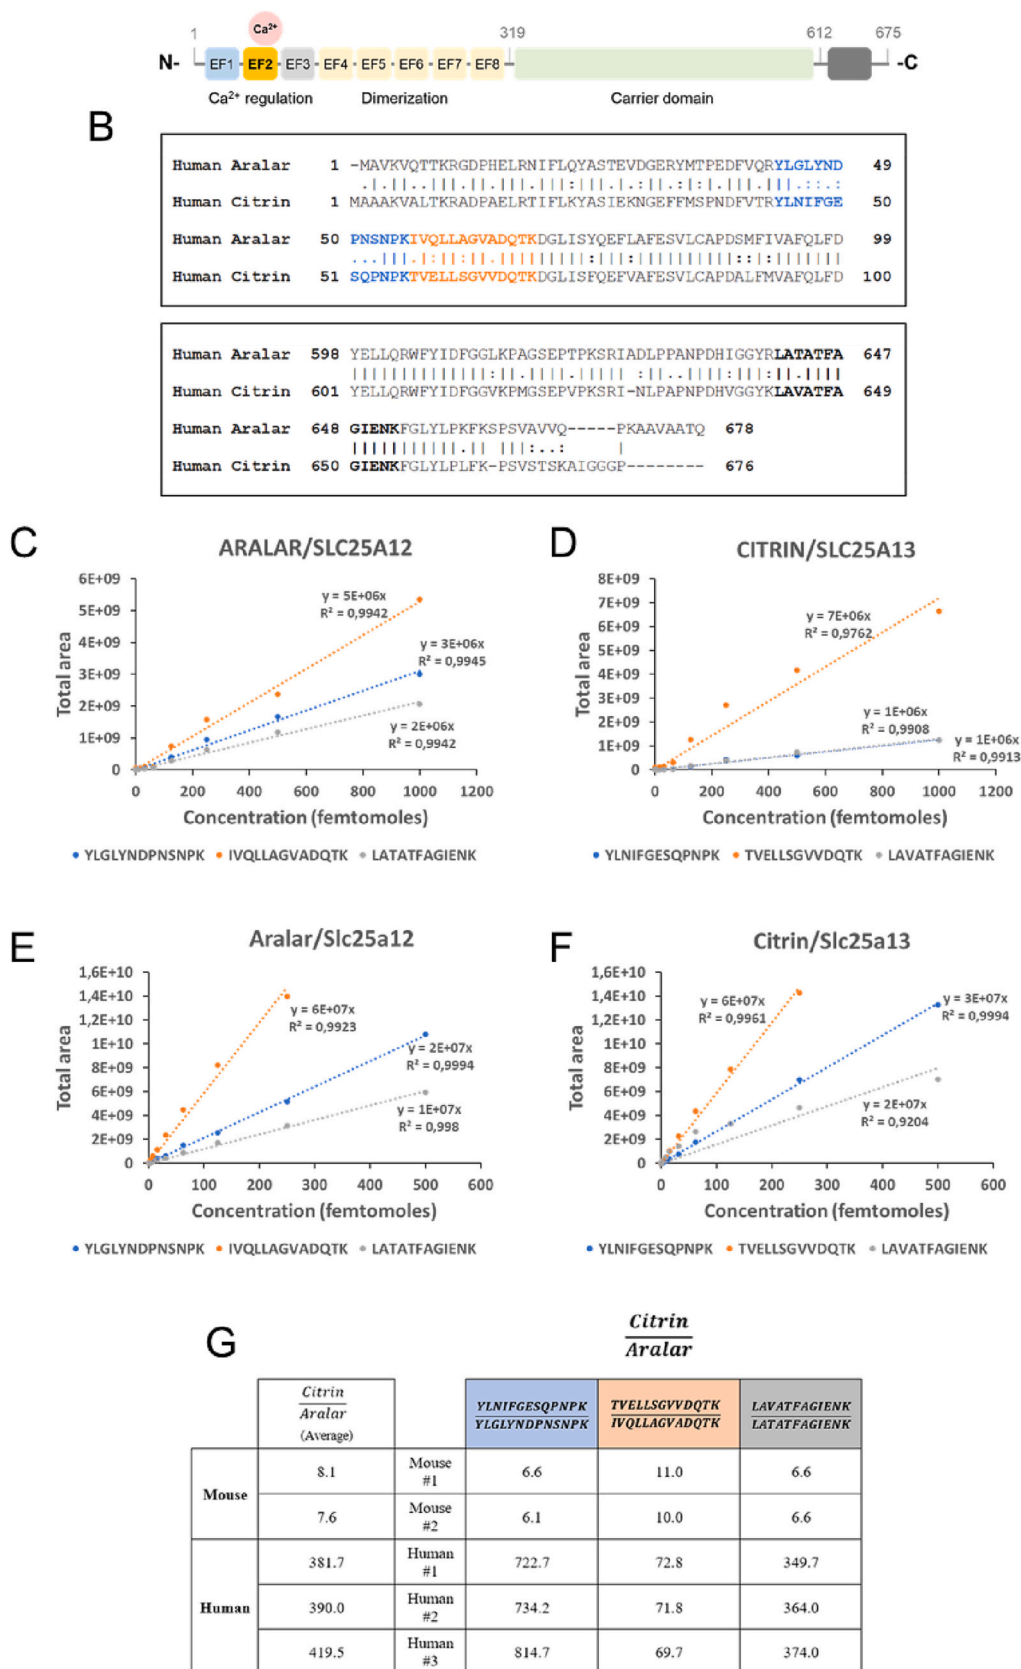 Ca²⁺
1 319 612 675
N- EF1 EF2 EF3 EF4 EF5 EF6 EF7 EF8 -C
Ca²⁺ regulation Dimerization Carrier domain
B
Human Aralar 1 -MAVKVQTTKRGDPHELRNIFLQYASTEVDGERYMTPEDFVQRYLGLYND 49
Human Citrin 1 MAAAKVALTKRADPAELRTIFLKYASIEKNGEFFMSPNDFVTRYLNIFGE 50
Human Aralar 50 PNSNPKIVQLLAGVADQTKDGLISYQEFLAFESVLCAPDSMFIVAFQLFD 99
Human Citrin 51 SQPNPKTVELLSGVVDQTKDGLISFQEFVAFESVLCAPDALFMVAFQLFD 100
Human Aralar 598 YELLQRWFYIDFGGLKPAGSEPTPKSRIADLPPANPDHIGGYRLATATFA 647
Human Citrin 601 YELLQRWFYIDFGGVKPMGSEPVPKSRI-NLPAPNPDHVGGYKLAVATFA 649
Human Aralar 648 GIENKFGLYLPKFKSPSVAVVQ-----PKAAVAATQ 678
Human Citrin 650 GIENKFGLYLPLFK-PSVSTSKAIGGGP-------- 676
C
ARALAR/SLC25A12
6E+09
5E+09
4E+09
3E+09
2E+09
1E+09
0
Total area
y = 5E+06x
R² = 0,9942
y = 3E+06x
R² = 0,9945
y = 2E+06x
R² = 0,9942
0 200 400 600 800 1000 1200
Concentration (femtomoles)
YLGLYNDPNSNPK IVQLLAGVADQTK LATATFAGIENK
D
CITRIN/SLC25A13
8E+09
7E+09
6E+09
5E+09
4E+09
3E+09
2E+09
1E+09
0
Total area
y = 7E+06x
R² = 0,9762
y = 1E+06x
R² = 0,9908
y = 1E+06x
R² = 0,9913
0 200 400 600 800 1000 1200
Concentration (femtomoles)
YLNIFGESQPNPK TVELLSGVVDQTK LAVATFAGIENK
E
Aralar/Slc25a12
1,6E+10
1,4E+10
1,2E+10
1E+10
8E+09
6E+09
4E+09
2E+09
0
Total area
y = 6E+07x
R² = 0,9923
y = 2E+07x
R² = 0,9994
y = 1E+07x
R² = 0,998
0 100 200 300 400 500 600
Concentration (femtomoles)
YLGLYNDPNSNPK IVQLLAGVADQTK LATATFAGIENK
F
Citrin/Slc25a13
1,6E+10
1,4E+10
1,2E+10
1E+10
8E+09
6E+09
4E+09
2E+09
0
Total area
y = 6E+07x
R² = 0,9961
y = 3E+07x
R² = 0,9994
y = 2E+07x
R² = 0,9204
0 100 200 300 400 500 600
Concentration (femtomoles)
YLNIFGESQPNPK TVELLSGVVDQTK LAVATFAGIENK
G
Citrin
Aralar
Citrin
Aralar
(Average)
YLNIFGESQPNPK TVELLSGVVDQTK LAVATFAGIENK
YLGLYNDPNSNPK IVQLLAGVADQTK LATATFAGIENK
Mouse
8.1 Mouse #1 6.6 11.0 6.6
7.6 Mouse #2 6.1 10.0 6.6
Human
381.7 Human #1 722.7 72.8 349.7
390.0 Human #2 734.2 71.8 364.0
419.5 Human #3 814.7 69.7 374.0